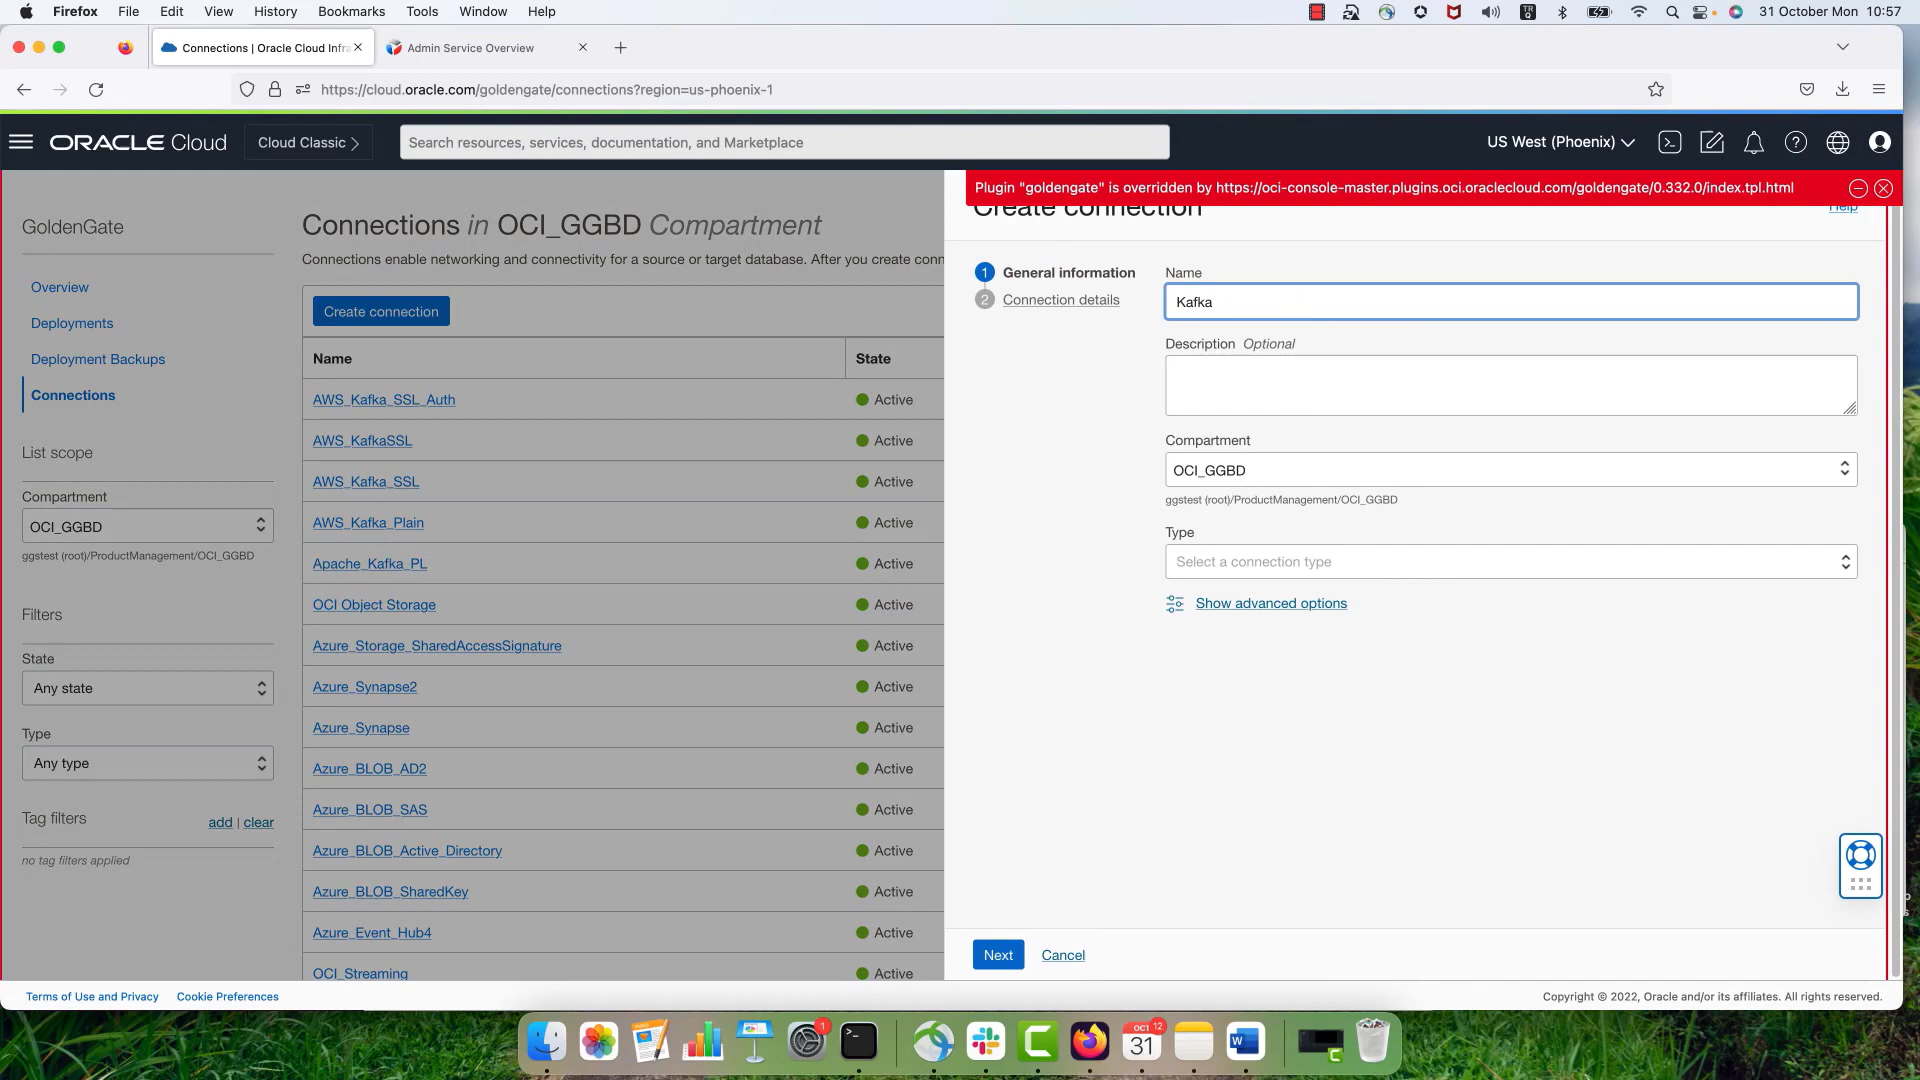 Firefox File Edit View History Bookmarks Tools Window Help
31 October Mon 10:57
Connections | Oracle Cloud Infra
Admin Service Overview
https://cloud.oracle.com/goldengate/connections?region=us-phoenix-1
ORACLE Cloud
Cloud Classic
Search resources, services, documentation, and Marketplace
US West (Phoenix)
Plugin "goldengate" is overridden by https://oci-console-master.plugins.oci.oraclecloud.com/goldengate/0.332.0/index.tpl.html
GoldenGate
Overview
Deployments
Deployment Backups
Connections
List scope
Compartment
OCI_GGBD
ggstest (root)/ProductManagement/OCI_GGBD
Filters
State
Any state
Type
Any type
Tag filters
add | clear
no tag filters applied
Connections in OCI_GGBD Compartment
Connections enable networking and connectivity for a source or target database. After you create conn
Create connection
Name State
AWS_Kafka_SSL_Auth Active
AWS_KafkaSSL Active
AWS_Kafka_SSL Active
AWS_Kafka_Plain Active
Apache_Kafka_PL Active
OCI Object Storage Active
Azure_Storage_SharedAccessSignature Active
Azure_Synapse2 Active
Azure_Synapse Active
Azure_BLOB_AD2 Active
Azure_BLOB_SAS Active
Azure_BLOB_Active_Directory Active
Azure_BLOB_SharedKey Active
Azure_Event_Hub4 Active
OCI_Streaming Active
Create connection
Help
1 General information
2 Connection details
Name
Kafka
Description Optional
Compartment
OCI_GGBD
ggstest (root)/ProductManagement/OCI_GGBD
Type
Select a connection type
Show advanced options
Next
Cancel
Terms of Use and Privacy
Cookie Preferences
Copyright © 2022, Oracle and/or its affiliates. All rights reserved.
1
OCT 12
31